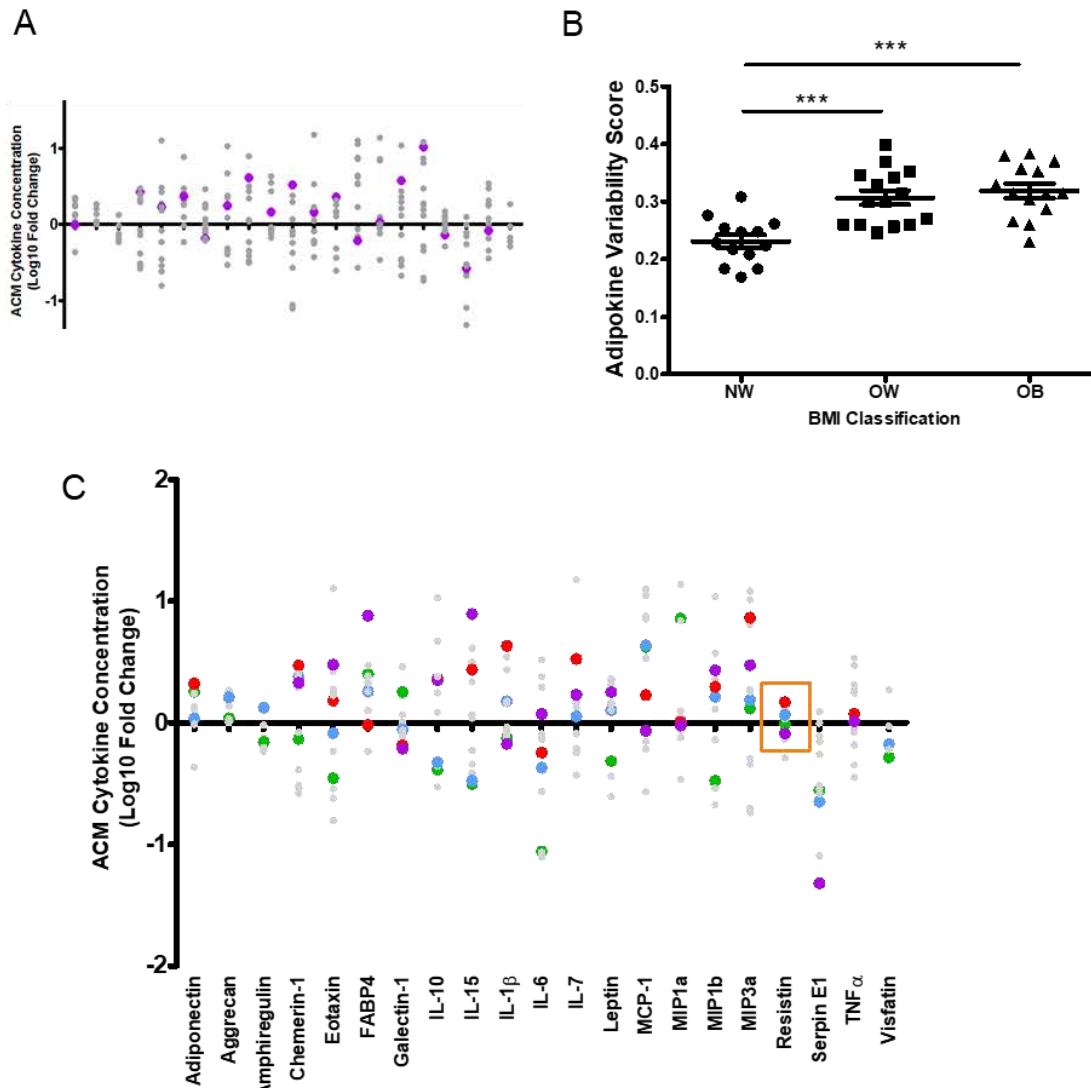 A
ACM Cytokine Concentration
(Log10 Fold Change)
1
0
-1
B
***
***
Adipokine Variability Score
0.5
0.4
0.3
0.2
0.1
0.0
NW
OW
OB
BMI Classification
C
ACM Cytokine Concentration
(Log10 Fold Change)
2
1
0
-1
-2
Adiponectin
Aggrecan
Amphiregulin
Chemerin-1
Eotaxin
FABP4
Galectin-1
IL-10
IL-15
IL-1β
IL-6
IL-7
Leptin
MCP-1
MIP1a
MIP1b
MIP3a
Resistin
Serpin E1
TNFα
Visfatin